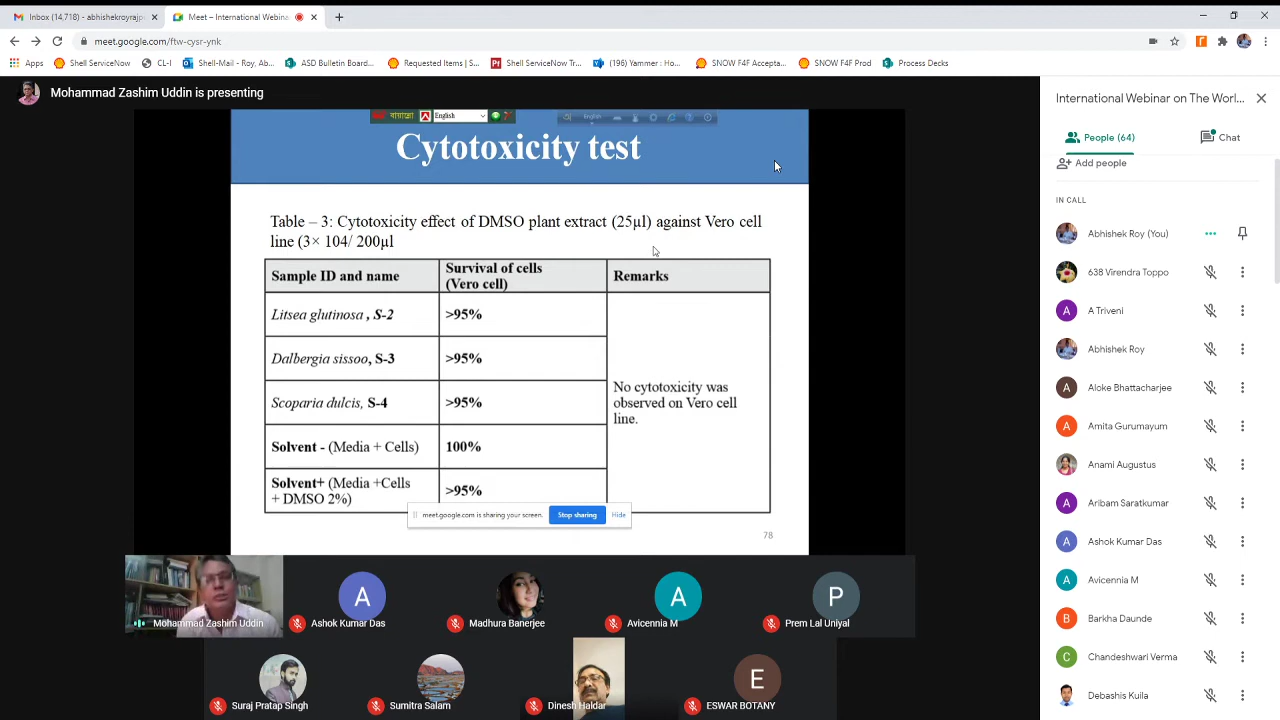 Inbox (14,718) - abhishekroyrajp
Meet – International Webinar
meet.google.com/ftw-cysr-ynk
Apps
Shell ServiceNow
CL-I
Shell-Mail - Roy, Ab...
ASD Bulletin Board...
Requested Items | S...
Shell ServiceNow Tr...
(196) Yammer : Ho...
SNOW F4F Accepta...
SNOW F4F Prod
Process Decks
Mohammad Zashim Uddin is presenting
English
English
Cytotoxicity test
Table – 3: Cytotoxicity effect of DMSO plant extract (25µl) against Vero cell
line (3× 104/ 200µl
Sample ID and name
Survival of cells
(Vero cell)
Remarks
Litsea glutinosa , S-2
>95%
Dalbergia sissoo, S-3
>95%
Scoparia dulcis, S-4
>95%
Solvent - (Media + Cells)
100%
Solvent+ (Media +Cells
+ DMSO 2%)
>95%
No cytotoxicity was
observed on Vero cell
line.
meet.google.com is sharing your screen.
Stop sharing
Hide
78
Mohammad Zashim Uddin
Ashok Kumar Das
Madhura Banerjee
Avicennia M
Prem Lal Uniyal
Suraj Pratap Singh
Sumitra Salam
Dinesh Haldar
ESWAR BOTANY
A
A
P
E
International Webinar on The Worl...
People (64)
Chat
Add people
IN CALL
Abhishek Roy (You)
638 Virendra Toppo
A
A Triveni
Abhishek Roy
A
Aloke Bhattacharjee
A
Amita Gurumayum
Anami Augustus
A
Aribam Saratkumar
A
Ashok Kumar Das
A
Avicennia M
B
Barkha Daunde
C
Chandeshwari Verma
Debashis Kuila